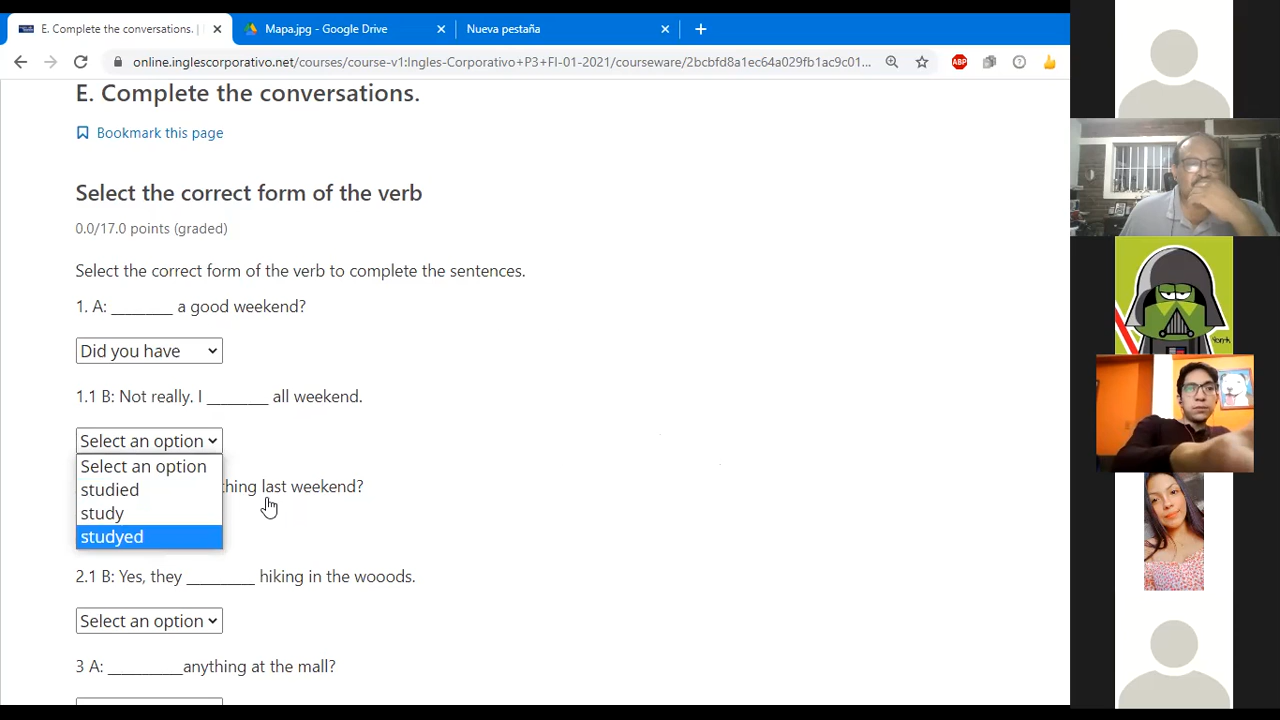 E. Complete the conversations. |
Mapa.jpg - Google Drive
Nueva pestaña
online.inglescorporativo.net/courses/course-v1:Ingles-Corporativo+P3+FI-01-2021/courseware/2bcbfd8a1ec64a029fb1ac9c01...
ABP
E. Complete the conversations.
Bookmark this page
Select the correct form of the verb
0.0/17.0 points (graded)
Select the correct form of the verb to complete the sentences.
1. A: ________ a good weekend?
Did you have
1.1 B: Not really. I ________ all weekend.
Select an option
Select an option
studied
thing last weekend?
study
studyed
2.1 B: Yes, they _________ hiking in the wooods.
Select an option
3 A: __________anything at the mall?